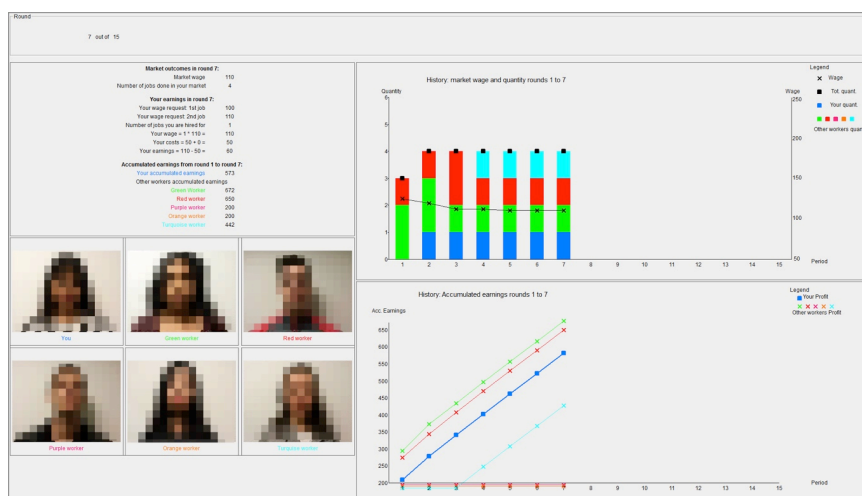 Round
7 out of 15
Market outcomes in round 7:
Market wage 110
Number of jobs done in your market 4
Your earnings in round 7:
Your wage request 1st job 100
Your wage request 2nd job 110
Number of jobs you are hired for 1
Your wage = 1 * 110 = 110
Your costs = 50 + 0 = 50
Your earnings = 110 - 50 = 60
Accumulated earnings from round 1 to round 7:
Your accumulated earnings 573
Other workers accumulated earnings
Green Worker 672
Red worker 650
Purple worker 200
Orange worker 200
Turquoise worker 442
You
Green worker
Red worker
Purple worker
Orange worker
Turquoise worker
History: market wage and quantity rounds 1 to 7
Quantity
Wage
6
5
4
3
2
1
0
250
200
150
100
50
1 2 3 4 5 6 7 8 9 10 11 12 13 14 15
Period
Legend
Wage
Tot. quant.
Your quant.
Other workers quant
History: Accumulated earnings rounds 1 to 7
Acc. Earnings
650
600
550
500
450
400
350
300
250
200
1 2 3 4 5 6 7 8 9 10 11 12 13 14 15
Period
Legend
Your Profit
Other workers Profit